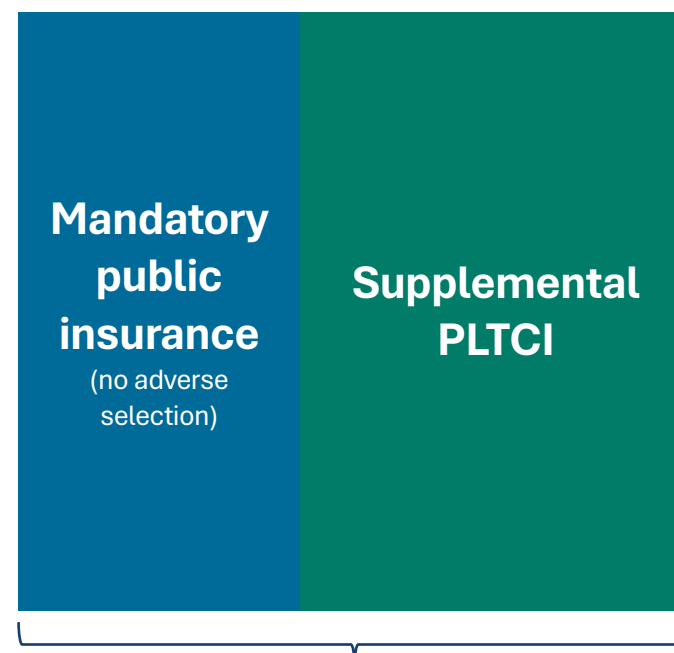 Mandatory
public
insurance
(no adverse
selection)
Supplemental
PLTCI